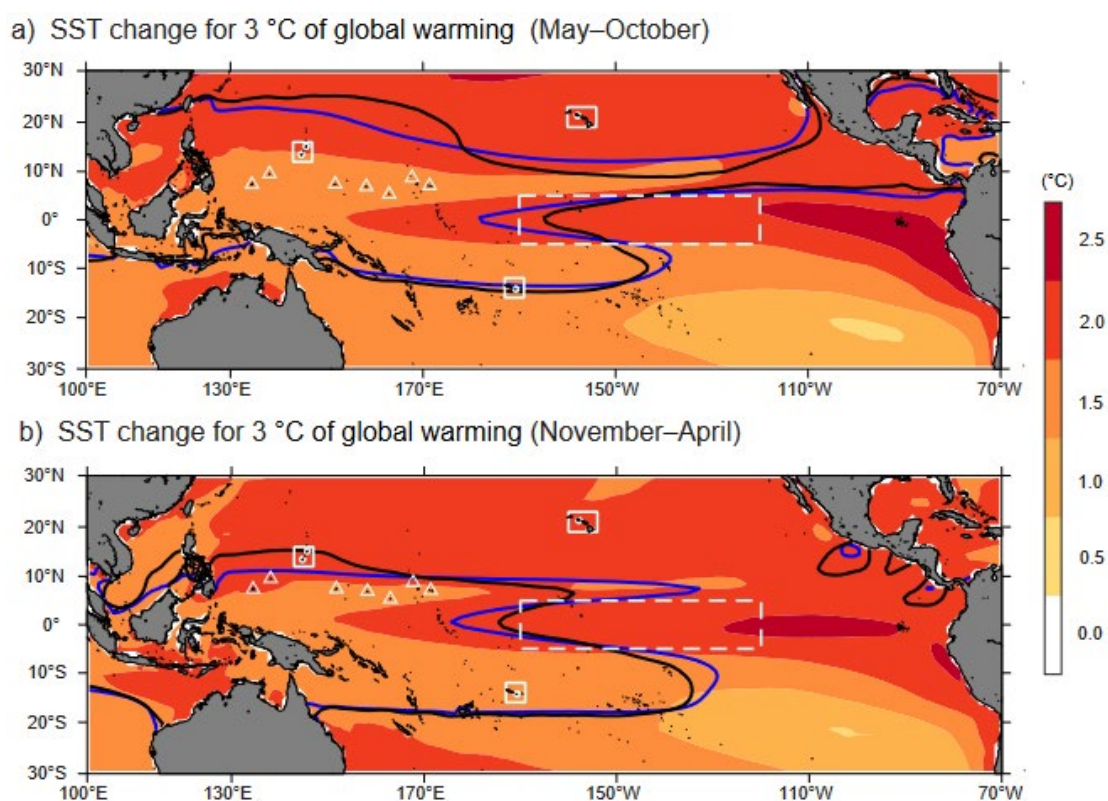 a) SST change for 3 °C of global warming (May–October)
30°N
20°N
10°N
0°
10°S
20°S
30°S
100°E 130°E 170°E 150°W 110°W 70°W
b) SST change for 3 °C of global warming (November–April)
30°N
20°N
10°N
0°
10°S
20°S
30°S
100°E 130°E 170°E 150°W 110°W 70°W
(°C)
2.5
2.0
1.5
1.0
0.5
0.0